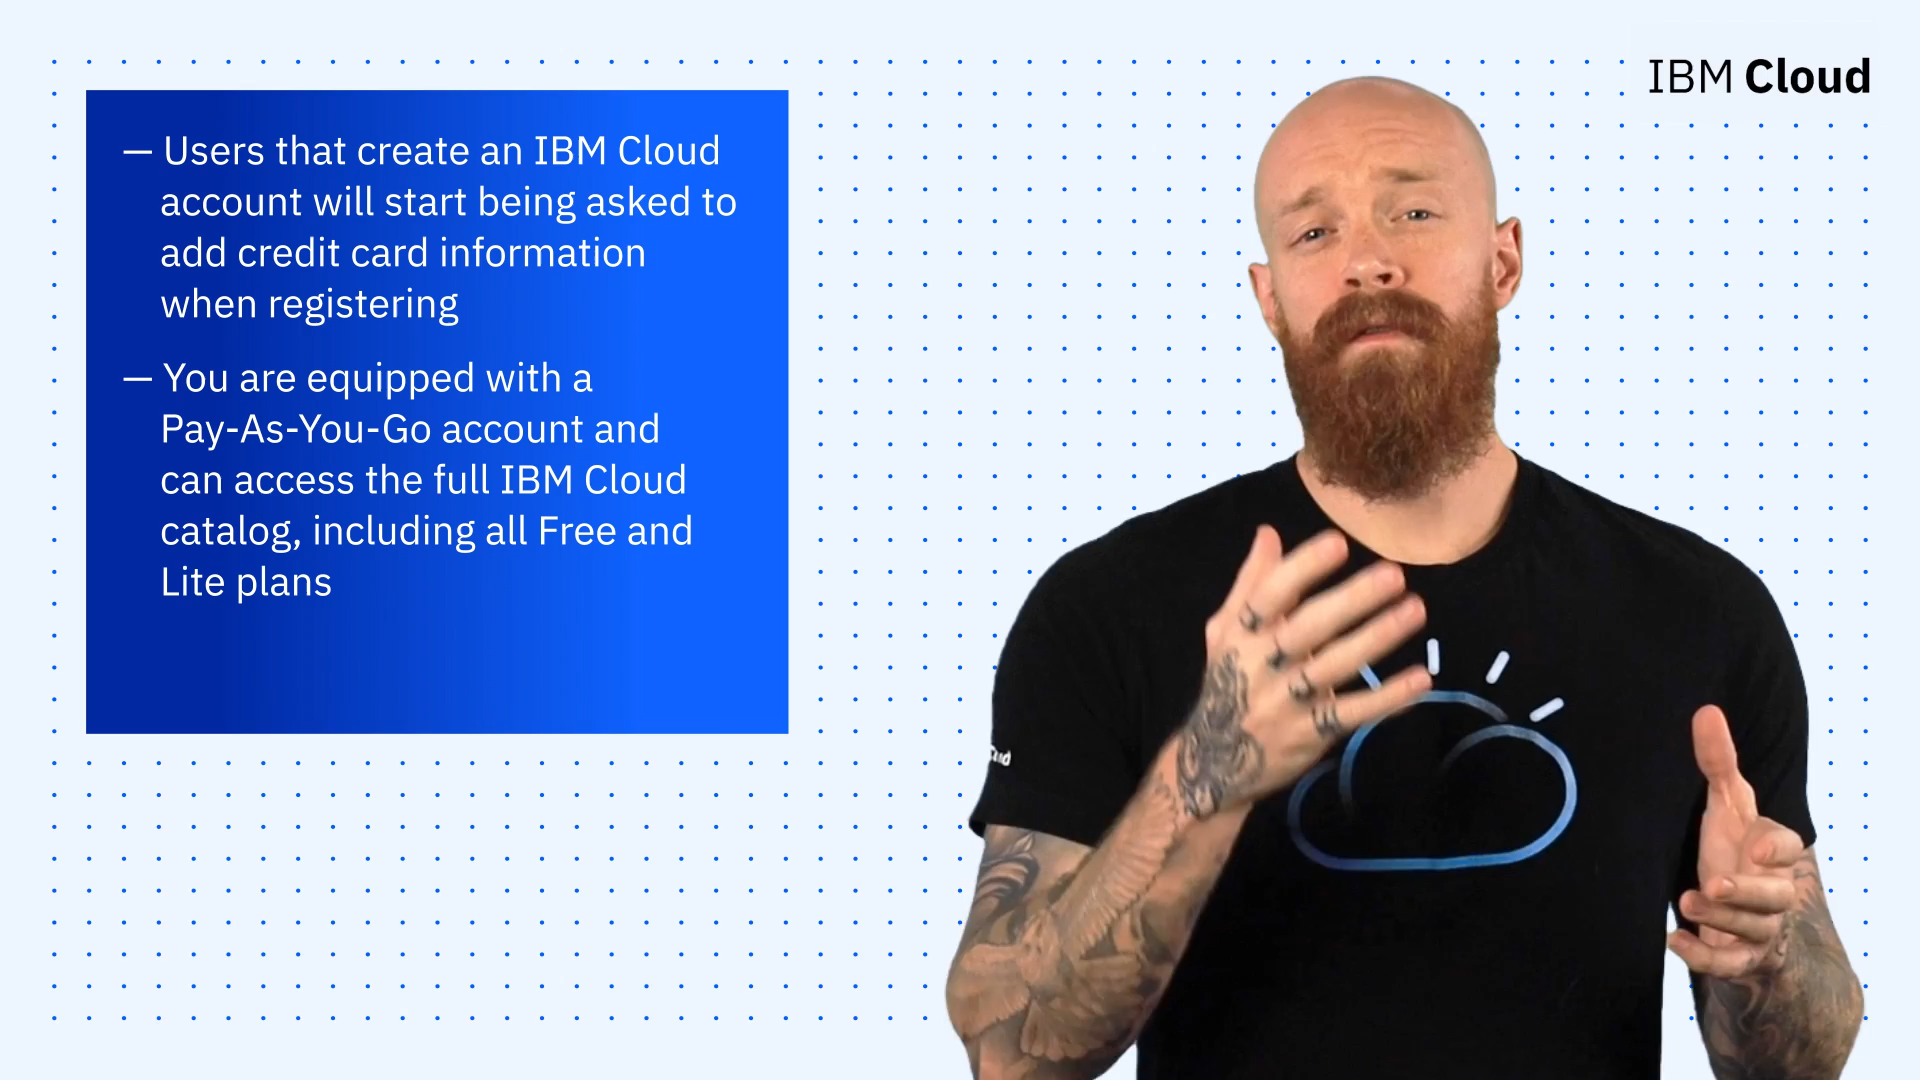 IBM Cloud
— Users that create an IBM Cloud
account will start being asked to
add credit card information
when registering
— You are equipped with a
Pay-As-You-Go account and
can access the full IBM Cloud
catalog, including all Free and
Lite plans